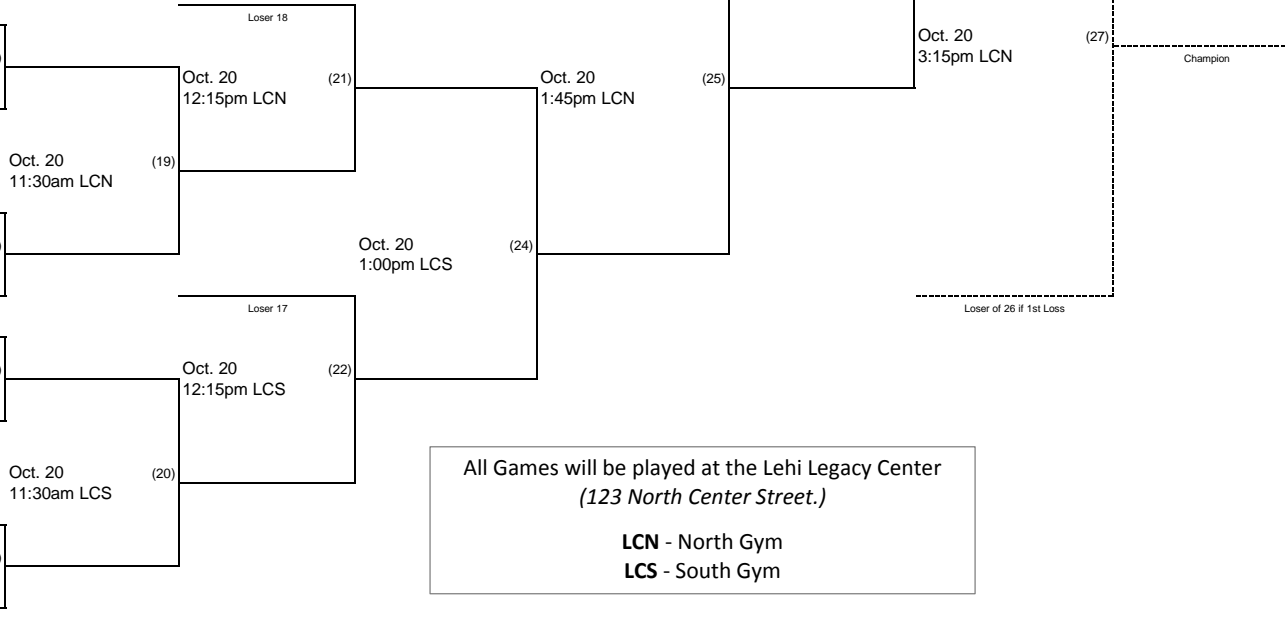 Loser 18
Oct. 20
3:15pm LCN
(27)
Champion
Oct. 20
12:15pm LCN
(21)
Oct. 20
1:45pm LCN
(25)
Oct. 20
11:30am LCN
(19)
Oct. 20
1:00pm LCS
(24)
Loser 17
Loser of 26 if 1st Loss
Oct. 20
12:15pm LCS
(22)
Oct. 20
11:30am LCS
(20)
All Games will be played at the Lehi Legacy Center
(123 North Center Street.)
LCN - North Gym
LCS - South Gym